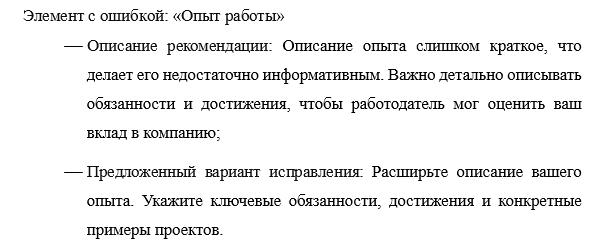 Элемент с ошибкой: «Опыт работы»
— Описание рекомендации: Описание опыта слишком краткое, что
делает его недостаточно информативным. Важно детально описывать
обязанности и достижения, чтобы работодатель мог оценить ваш
вклад в компанию;
— Предложенный вариант исправления: Расширьте описание вашего
опыта. Укажите ключевые обязанности, достижения и конкретные
примеры проектов.